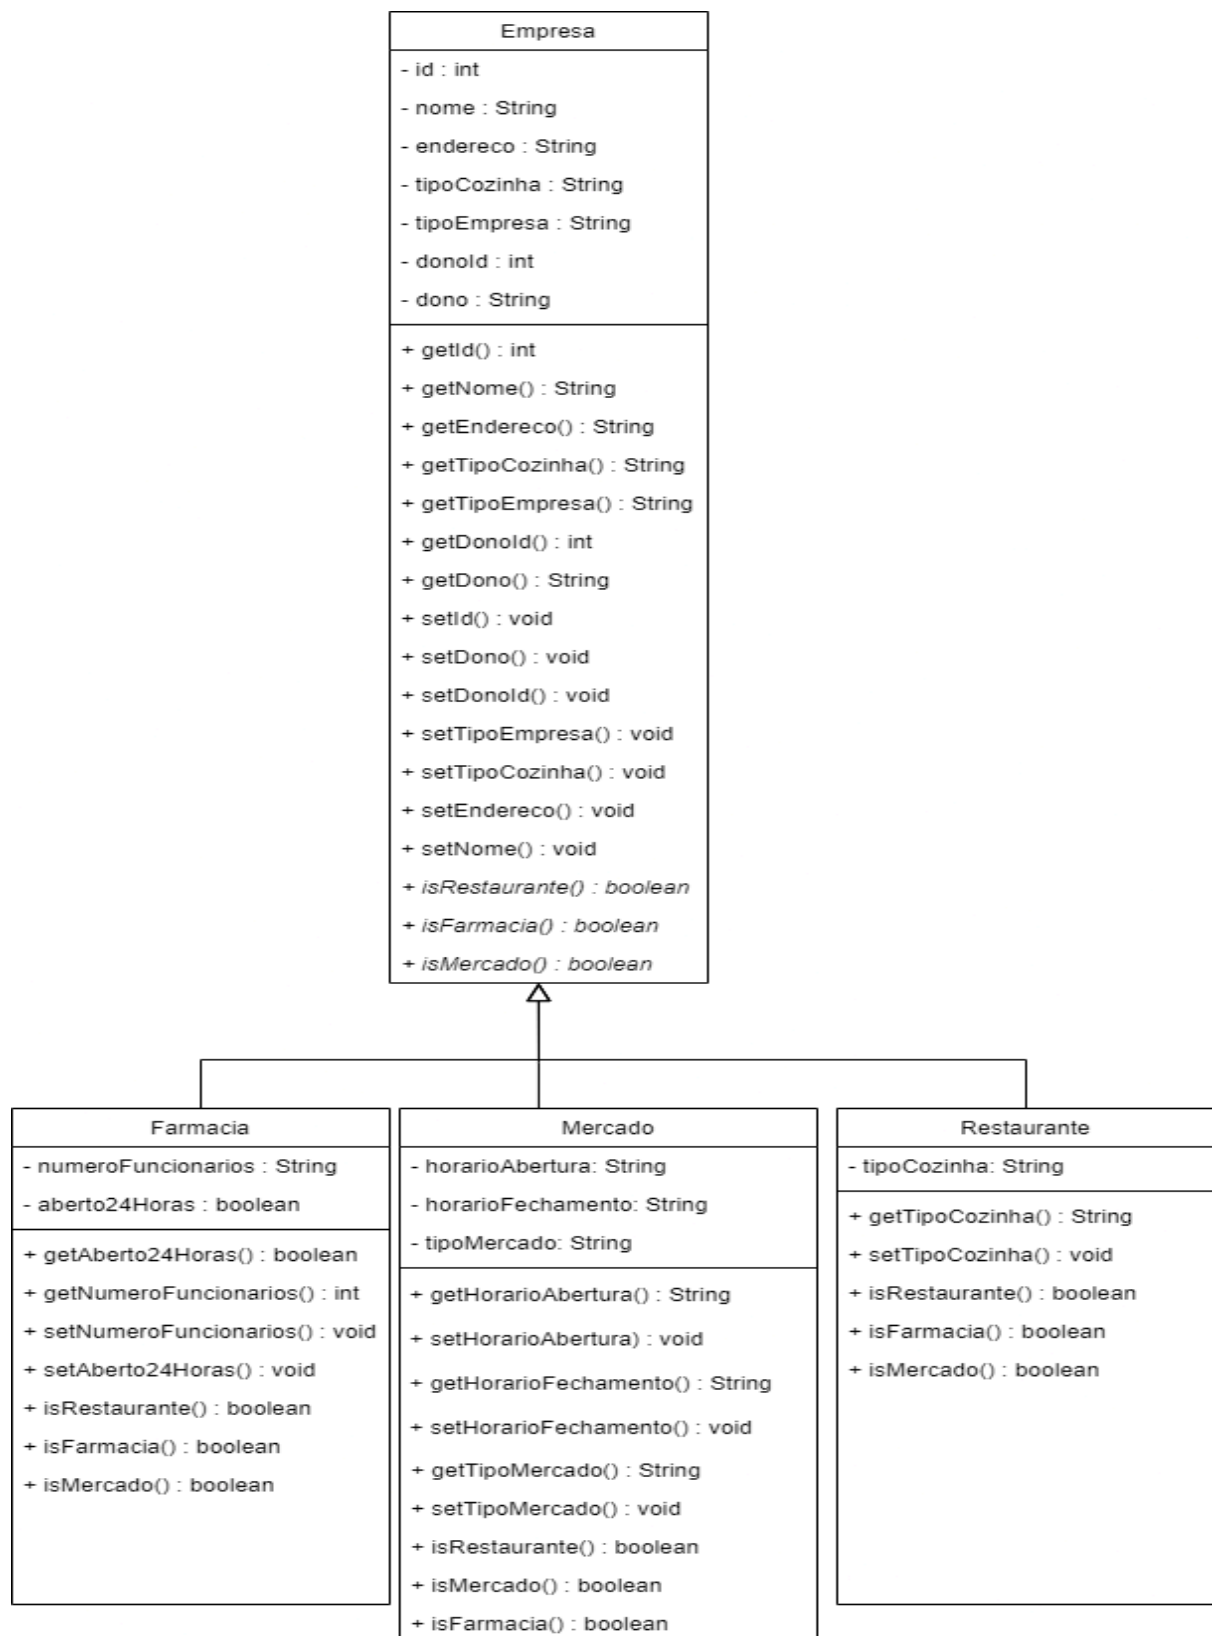 Empresa
- id : int
- nome : String
- endereco : String
- tipoCozinha : String
- tipoEmpresa : String
- donoId : int
- dono : String
+ getId() : int
+ getNome() : String
+ getEndereco() : String
+ getTipoCozinha() : String
+ getTipoEmpresa() : String
+ getDonoId() : int
+ getDono() : String
+ setId() : void
+ setDono() : void
+ setDonoId() : void
+ setTipoEmpresa() : void
+ setTipoCozinha() : void
+ setEndereco() : void
+ setNome() : void
+ isRestaurante() : boolean
+ isFarmacia() : boolean
+ isMercado() : boolean
Farmacia
- numeroFuncionarios : String
- aberto24Horas : boolean
+ getAberto24Horas() : boolean
+ getNumeroFuncionarios() : int
+ setNumeroFuncionarios() : void
+ setAberto24Horas() : void
+ isRestaurante() : boolean
+ isFarmacia() : boolean
+ isMercado() : boolean
Mercado
- horarioAbertura: String
- horarioFechamento: String
- tipoMercado: String
+ getHorarioAbertura() : String
+ setHorarioAbertura) : void
+ getHorarioFechamento() : String
+ setHorarioFechamento() : void
+ getTipoMercado() : String
+ setTipoMercado() : void
+ isRestaurante() : boolean
+ isMercado() : boolean
+ isFarmacia() : boolean
Restaurante
- tipoCozinha: String
+ getTipoCozinha() : String
+ setTipoCozinha() : void
+ isRestaurante() : boolean
+ isFarmacia() : boolean
+ isMercado() : boolean